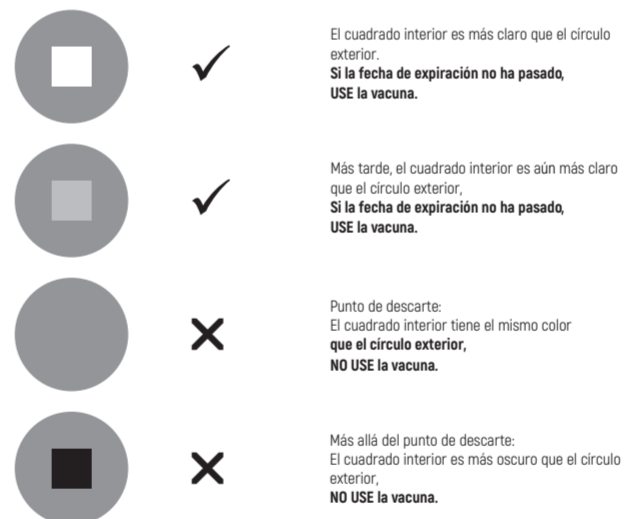 El cuadrado interior es más claro que el círculo
exterior.
Si la fecha de expiración no ha pasado,
USE la vacuna.
Más tarde, el cuadrado interior es aún más claro
que el círculo exterior,
Si la fecha de expiración no ha pasado,
USE la vacuna.
Punto de descarte:
El cuadrado interior tiene el mismo color
que el círculo exterior,
NO USE la vacuna.
Más allá del punto de descarte:
El cuadrado interior es más oscuro que el círculo
exterior,
NO USE la vacuna.